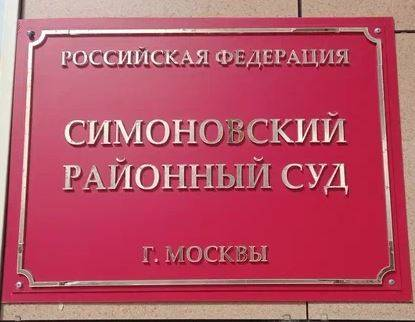 РОССИЙСКАЯ ФЕДЕРАЦИЯ
СИМОНОВСКИЙ
РАЙОННЫЙ СУД
Г. МОСКВЫ